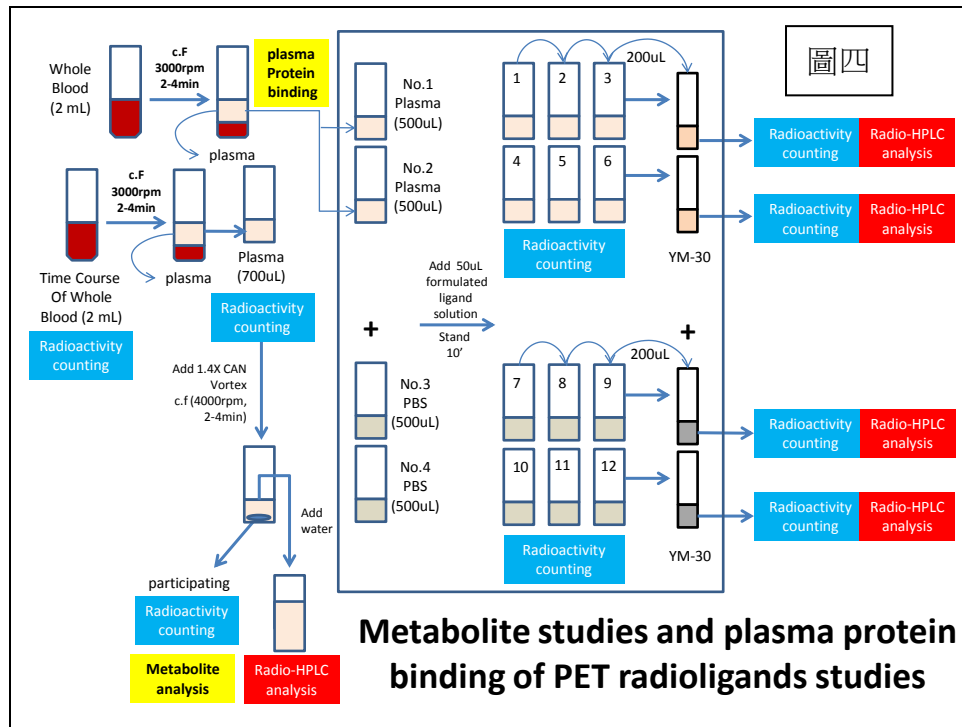 圖四
Whole
Blood
(2 mL)
c.F
3000rpm
2-4min
plasma
Protein
binding
plasma
c.F
3000rpm
2-4min
Time Course
Of Whole
Blood (2 mL)
Radioactivity
counting
plasma
Plasma
(700uL)
Radioactivity
counting
Add 1.4X CAN
Vortex
c.f (4000rpm,
2-4min)
Add
water
participating
Radioactivity
counting
Metabolite
analysis
Radio-HPLC
analysis
No.1
Plasma
(500uL)
No.2
Plasma
(500uL)
+
No.3
PBS
(500uL)
No.4
PBS
(500uL)
Add 50uL
formulated
ligand
solution
Stand
10’
1 2 3
200uL
4 5 6
Radioactivity
counting
YM-30
+
7 8 9
200uL
10 11 12
Radioactivity
counting
YM-30
Radioactivity
counting
Radio-HPLC
analysis
Radioactivity
counting
Radio-HPLC
analysis
Radioactivity
counting
Radio-HPLC
analysis
Radioactivity
counting
Radio-HPLC
analysis
Metabolite studies and plasma protein
binding of PET radioligands studies